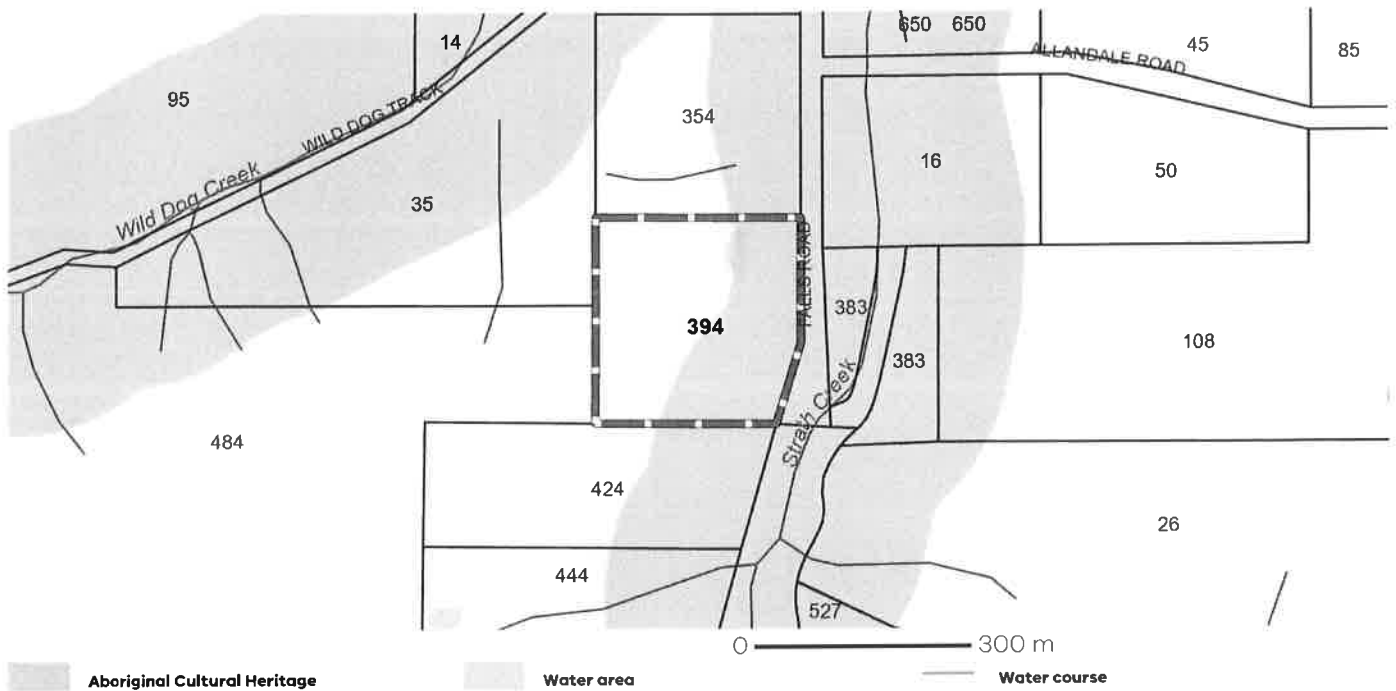 650 650
14
45
85
ALLANDALE ROAD
95
WILD DOG TRACK
354
16
50
Wild Dog Creek
35
FALLS ROAD
394
383
383
108
Strath Creek
484
424
26
444
527
0 300 m
Aboriginal Cultural Heritage
Water area
Water course